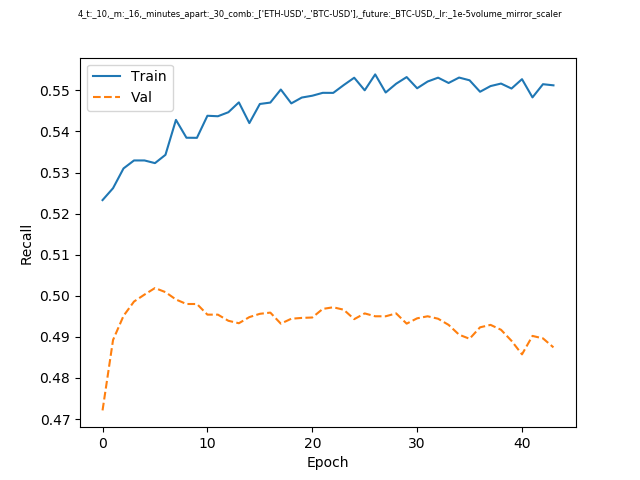 4_t:_10,_m:_16,_minutes_apart:_30_comb:_['ETH-USD',_'BTC-USD'],_future:_BTC-USD,_lr:_1e-5volume_mirror_scaler
Train
Val
0.55
0.54
0.53
0.52
0.51
0.50
0.49
0.48
0.47
Recall
0 10 20 30 40
Epoch